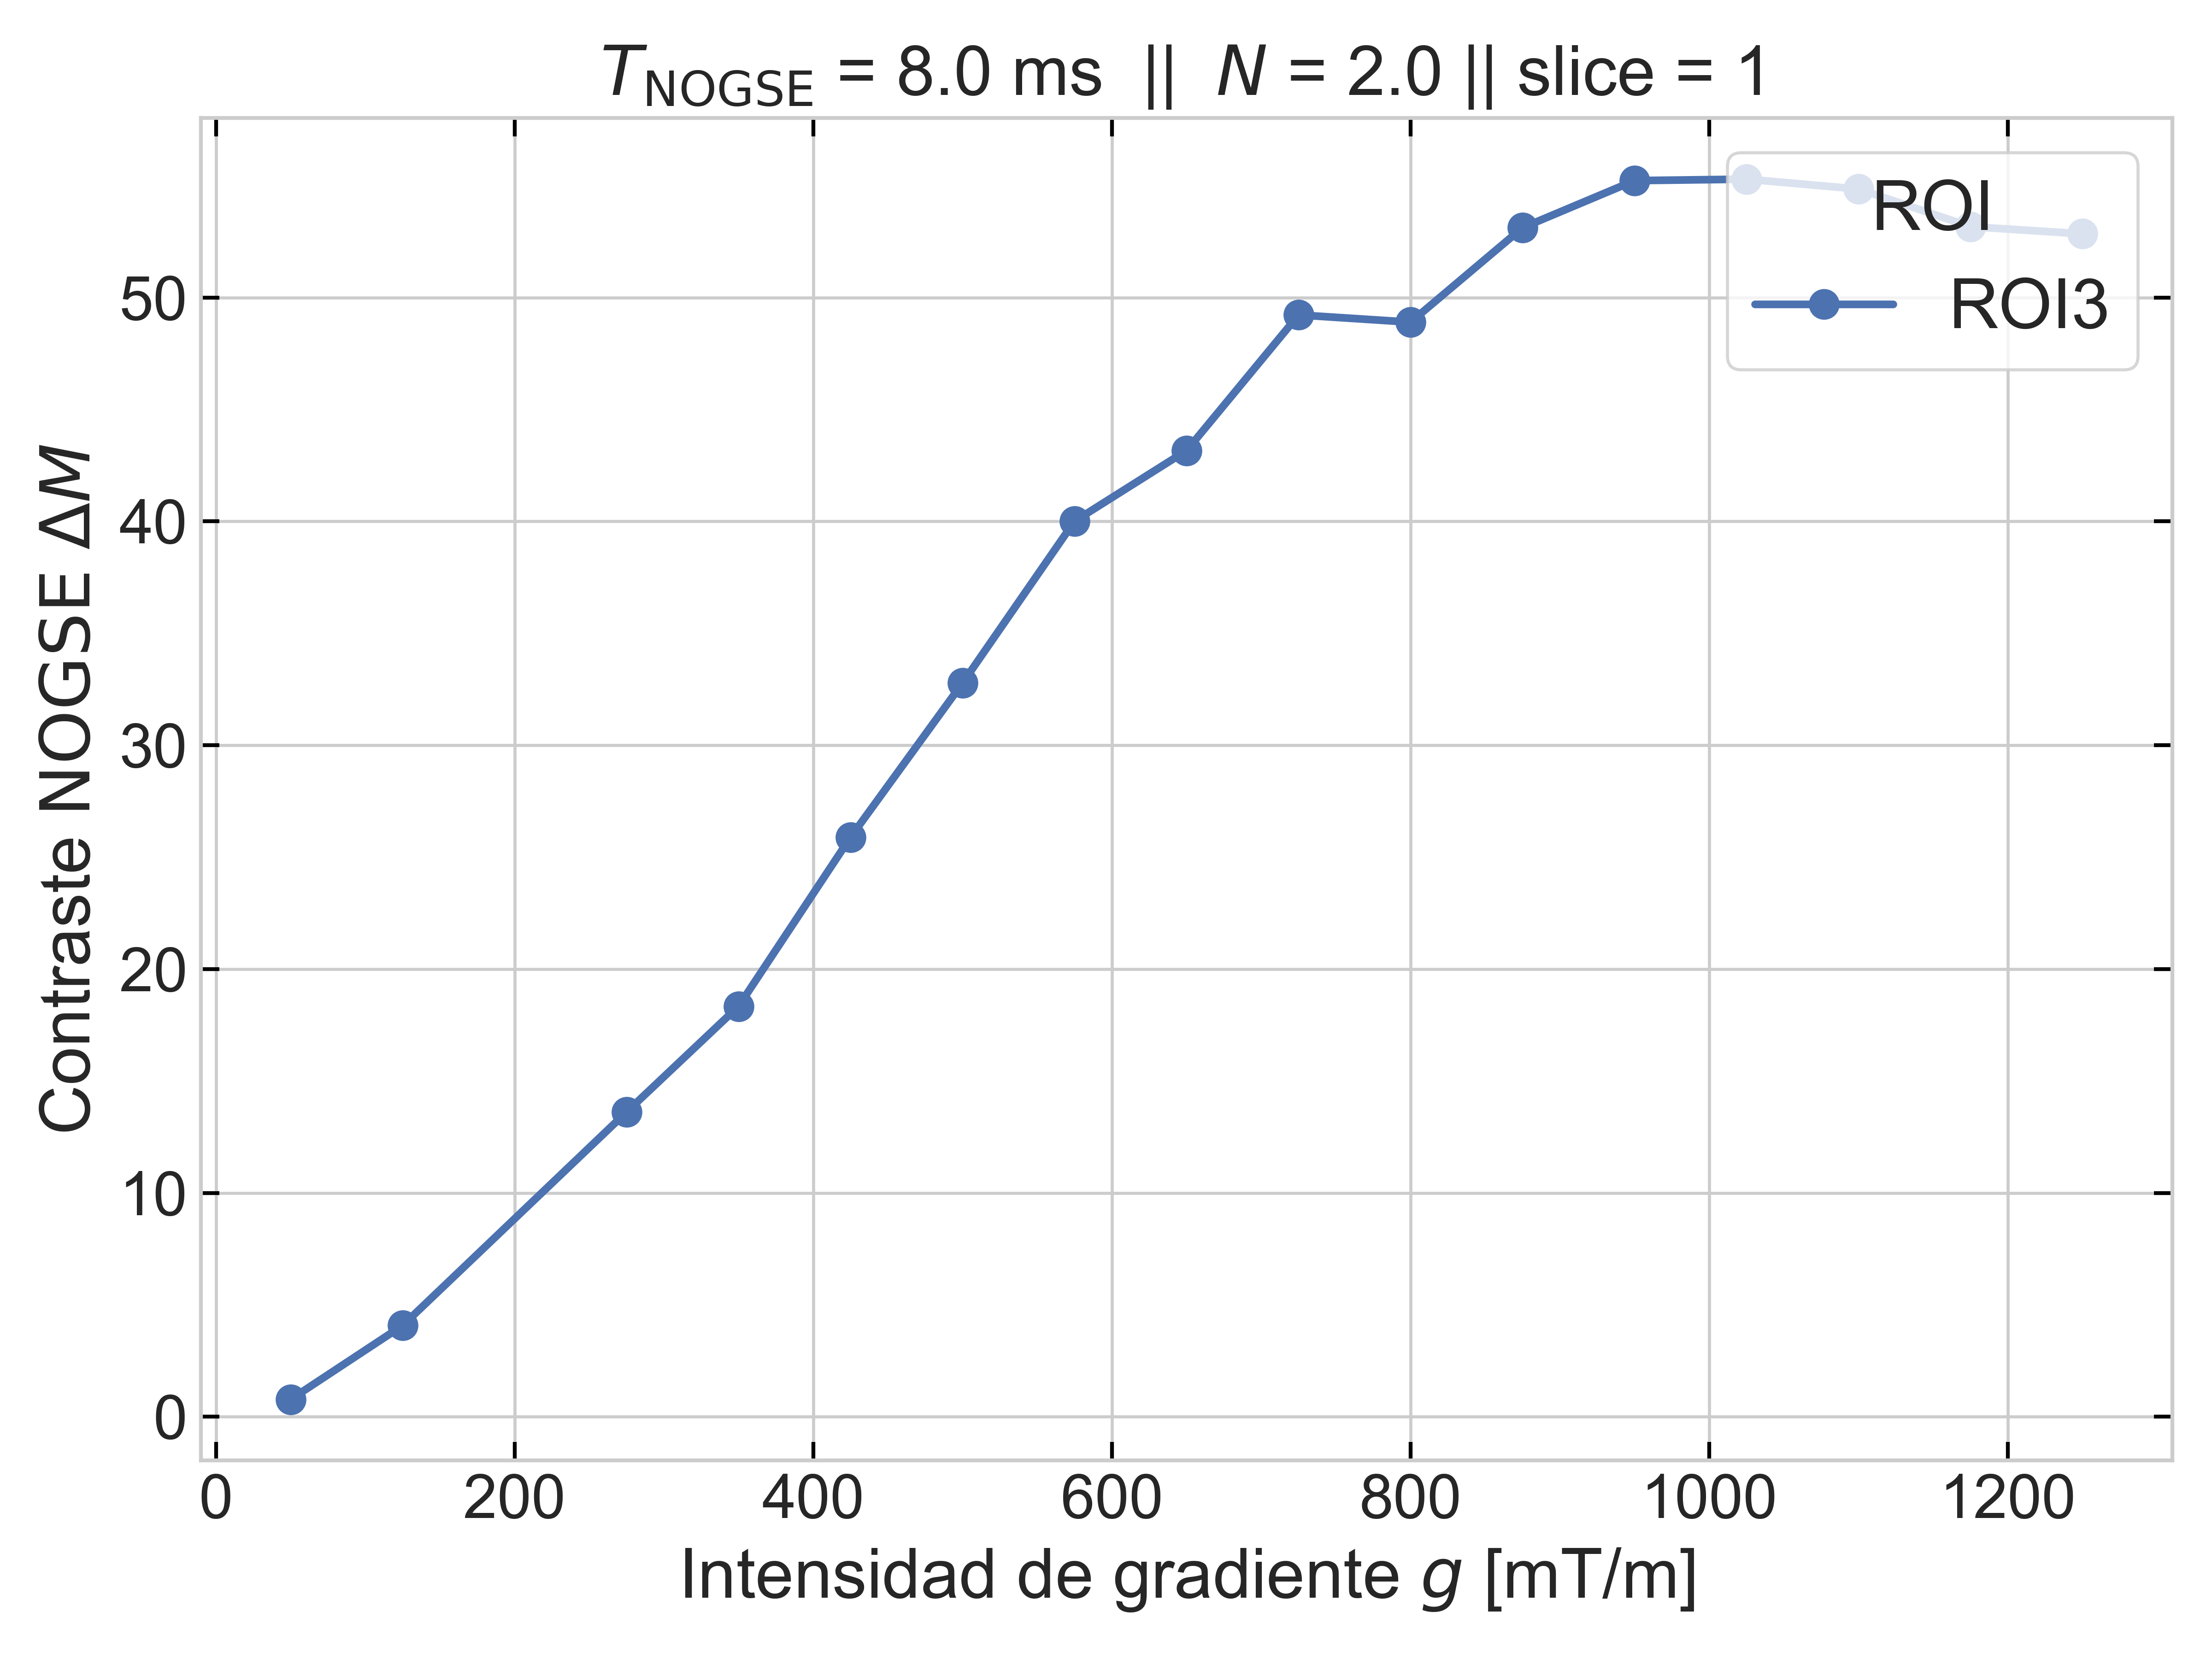 T_NOGSE = 8.0 ms || N = 2.0 || slice = 1
Contraste NOGSE ΔM
50
40
30
20
10
0
ROI
ROI3
0 200 400 600 800 1000 1200
Intensidad de gradiente g [mT/m]